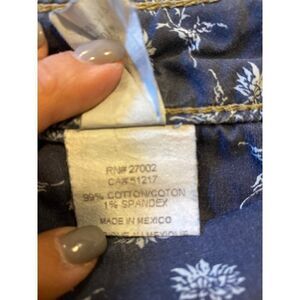 RN# 27002
CA# 51217
99% COTTON/COTON
1% SPANDEX
MADE IN MEXICO